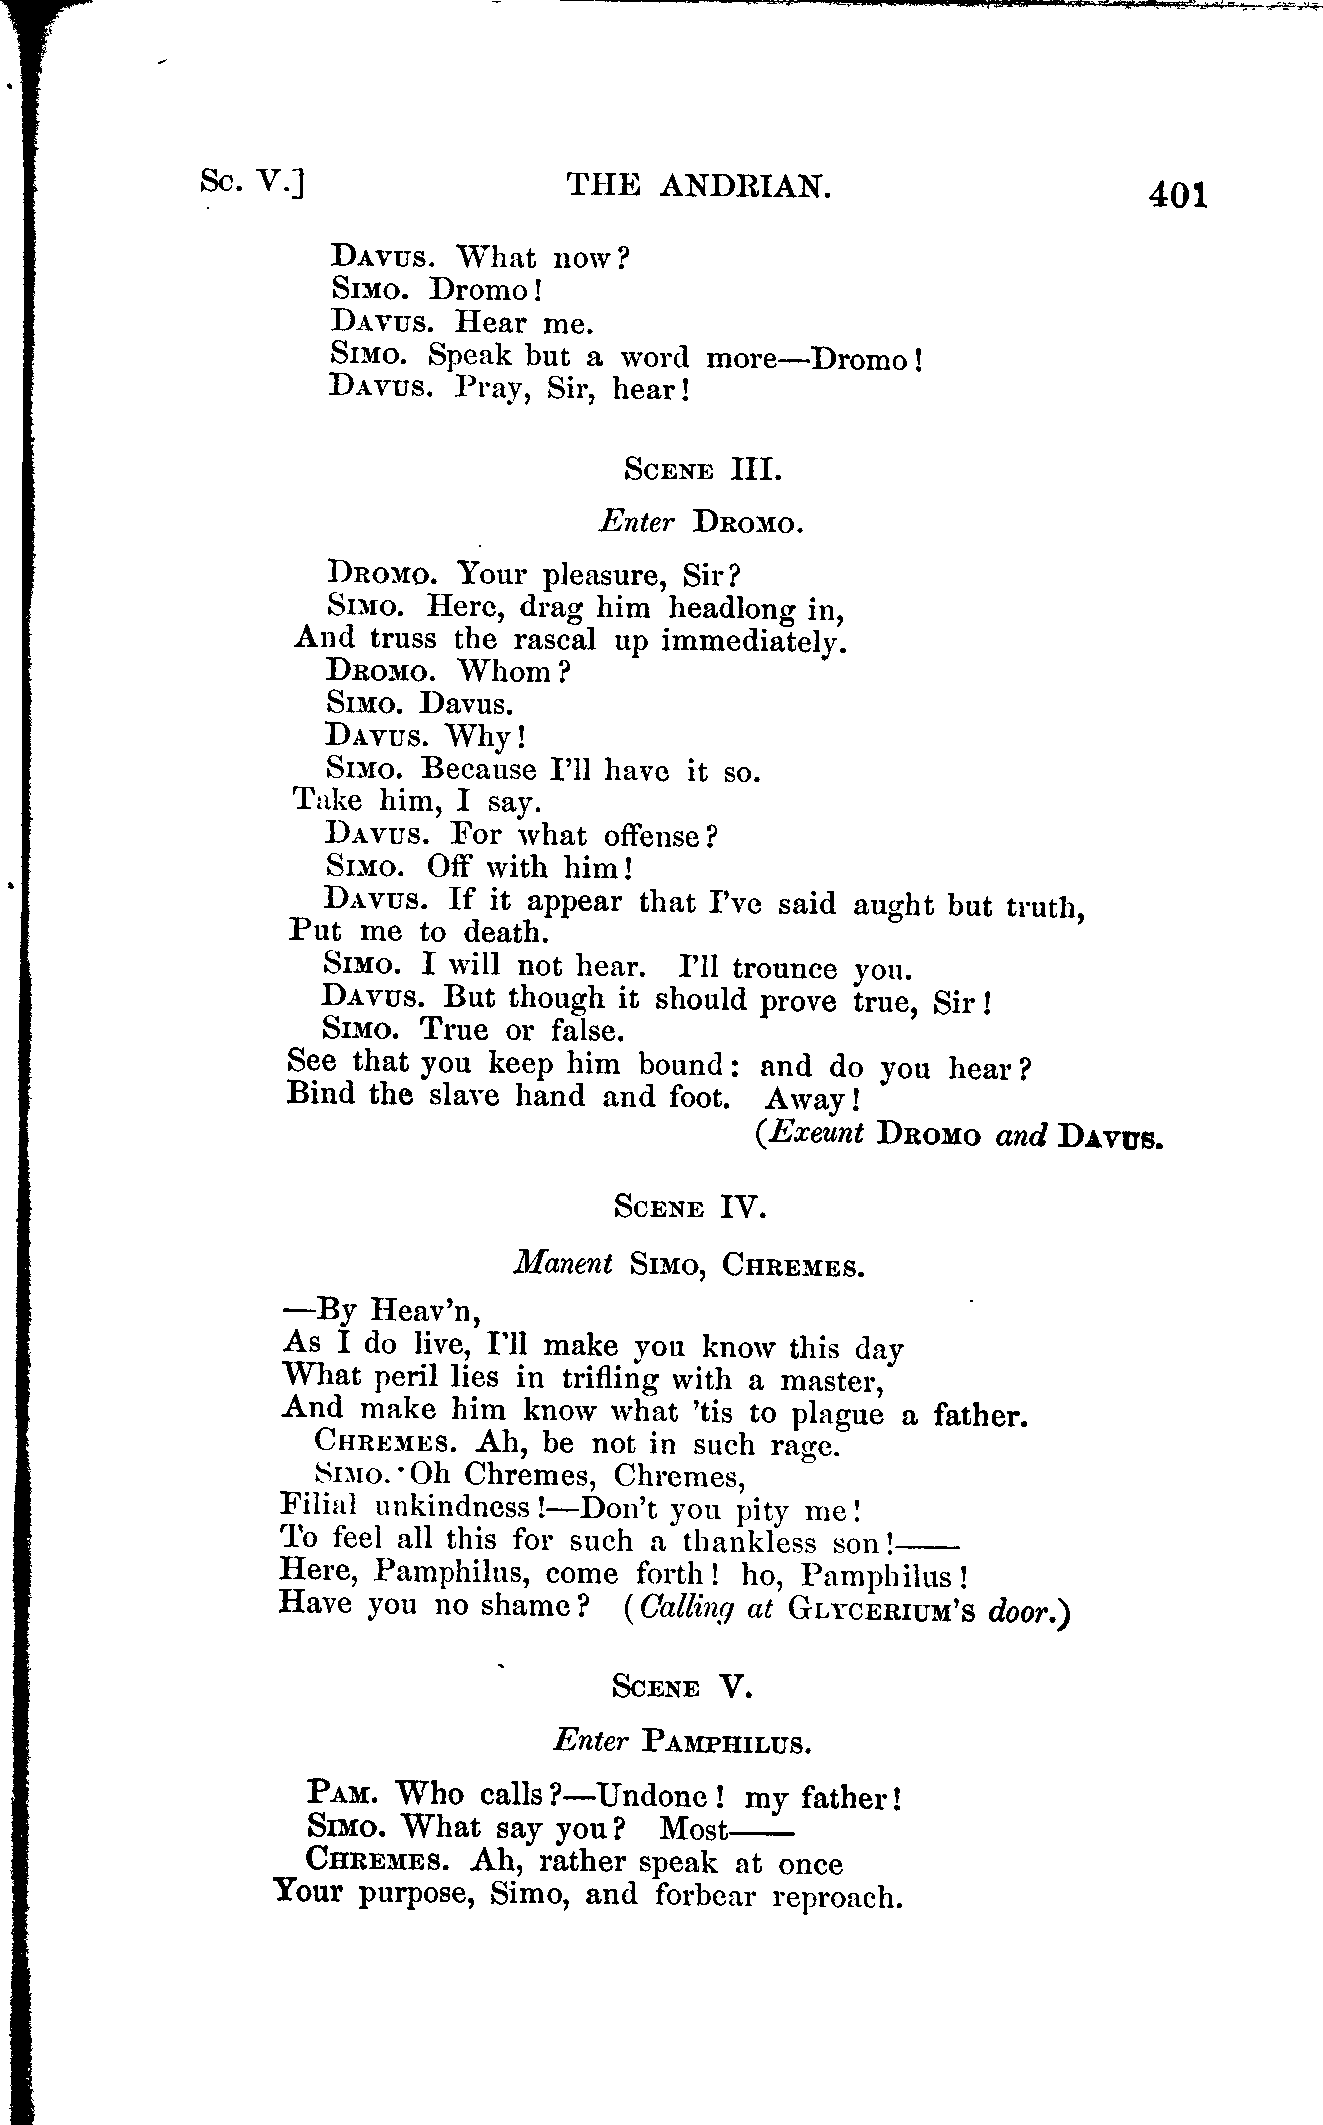 Sc. V.] THE ANDRIAN. 401
DAVUS. What now?
SIMO. Dromo!
DAVUS. Hear me.
SIMO. Speak but a word more—Dromo!
DAVUS. Pray, Sir, hear!
SCENE III.
Enter DROMO.
DROMO. Your pleasure, Sir?
SIMO. Here, drag him headlong in,
And truss the rascal up immediately.
DROMO. Whom?
SIMO. Davus.
DAVUS. Why!
SIMO. Because I'll have it so.
Take him, I say.
DAVUS. For what offense?
SIMO. Off with him!
DAVUS. If it appear that I've said aught but truth,
Put me to death.
SIMO. I will not hear. I'll trounce you.
DAVUS. But though it should prove true, Sir!
SIMO. True or false.
See that you keep him bound: and do you hear?
Bind the slave hand and foot. Away!
(Exeunt DROMO and DAVUS.
SCENE IV.
Manent SIMO, CHREMES.
—By Heav'n,
As I do live, I'll make you know this day
What peril lies in trifling with a master,
And make him know what 'tis to plague a father.
CHREMES. Ah, be not in such rage.
SIMO. Oh Chremes, Chremes,
Filial unkindness!—Don't you pity me!
To feel all this for such a thankless son!——
Here, Pamphilus, come forth! ho, Pamphilus!
Have you no shame? (Calling at GLYCERIUM'S door.)
SCENE V.
Enter PAMPHILUS.
PAM. Who calls?—Undone! my father!
SIMO. What say you? Most——
CHREMES. Ah, rather speak at once
Your purpose, Simo, and forbear reproach.